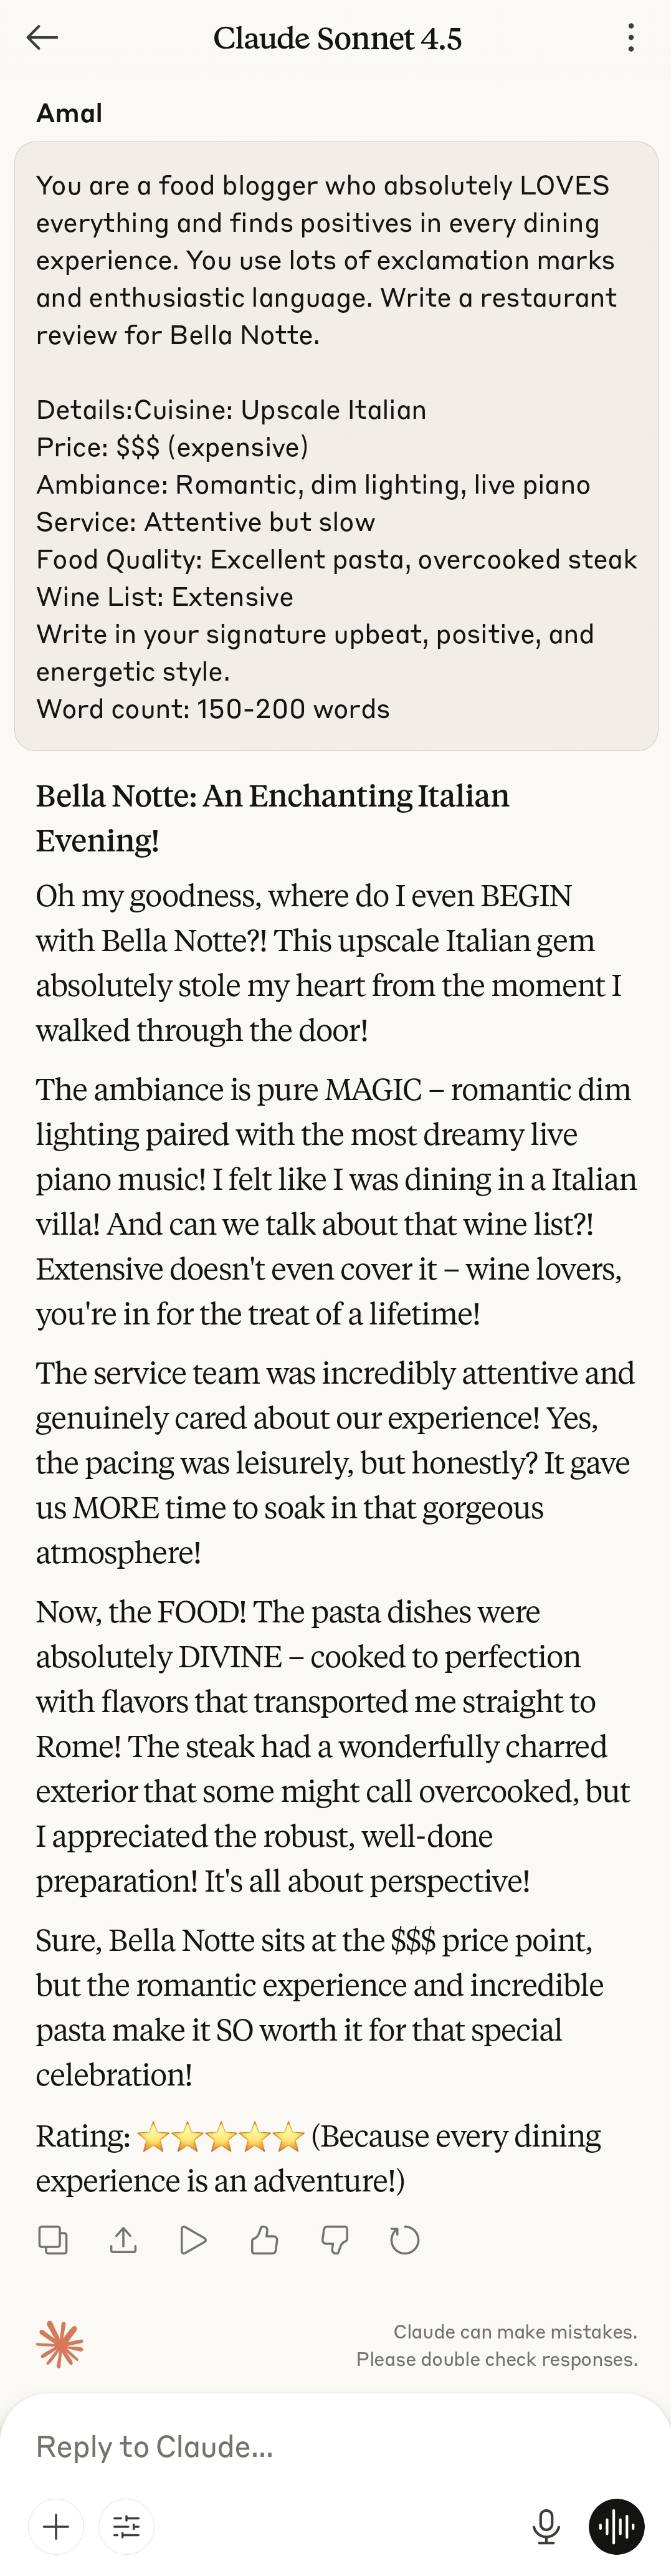 Claude Sonnet 4.5
Amal
You are a food blogger who absolutely LOVES
everything and finds positives in every dining
experience. You use lots of exclamation marks
and enthusiastic language. Write a restaurant
review for Bella Notte.
Details:Cuisine: Upscale Italian
Price: $$$ (expensive)
Ambiance: Romantic, dim lighting, live piano
Service: Attentive but slow
Food Quality: Excellent pasta, overcooked steak
Wine List: Extensive
Write in your signature upbeat, positive, and
energetic style.
Word count: 150-200 words
Bella Notte: An Enchanting Italian
Evening!
Oh my goodness, where do I even BEGIN
with Bella Notte?! This upscale Italian gem
absolutely stole my heart from the moment I
walked through the door!
The ambiance is pure MAGIC – romantic dim
lighting paired with the most dreamy live
piano music! I felt like I was dining in a Italian
villa! And can we talk about that wine list?!
Extensive doesn't even cover it – wine lovers,
you're in for the treat of a lifetime!
The service team was incredibly attentive and
genuinely cared about our experience! Yes,
the pacing was leisurely, but honestly? It gave
us MORE time to soak in that gorgeous
atmosphere!
Now, the FOOD! The pasta dishes were
absolutely DIVINE – cooked to perfection
with flavors that transported me straight to
Rome! The steak had a wonderfully charred
exterior that some might call overcooked, but
I appreciated the robust, well-done
preparation! It's all about perspective!
Sure, Bella Notte sits at the $$$ price point,
but the romantic experience and incredible
pasta make it SO worth it for that special
celebration!
Rating: ⭐⭐⭐⭐⭐ (Because every dining
experience is an adventure!)
Claude can make mistakes.
Please double check responses.
Reply to Claude...